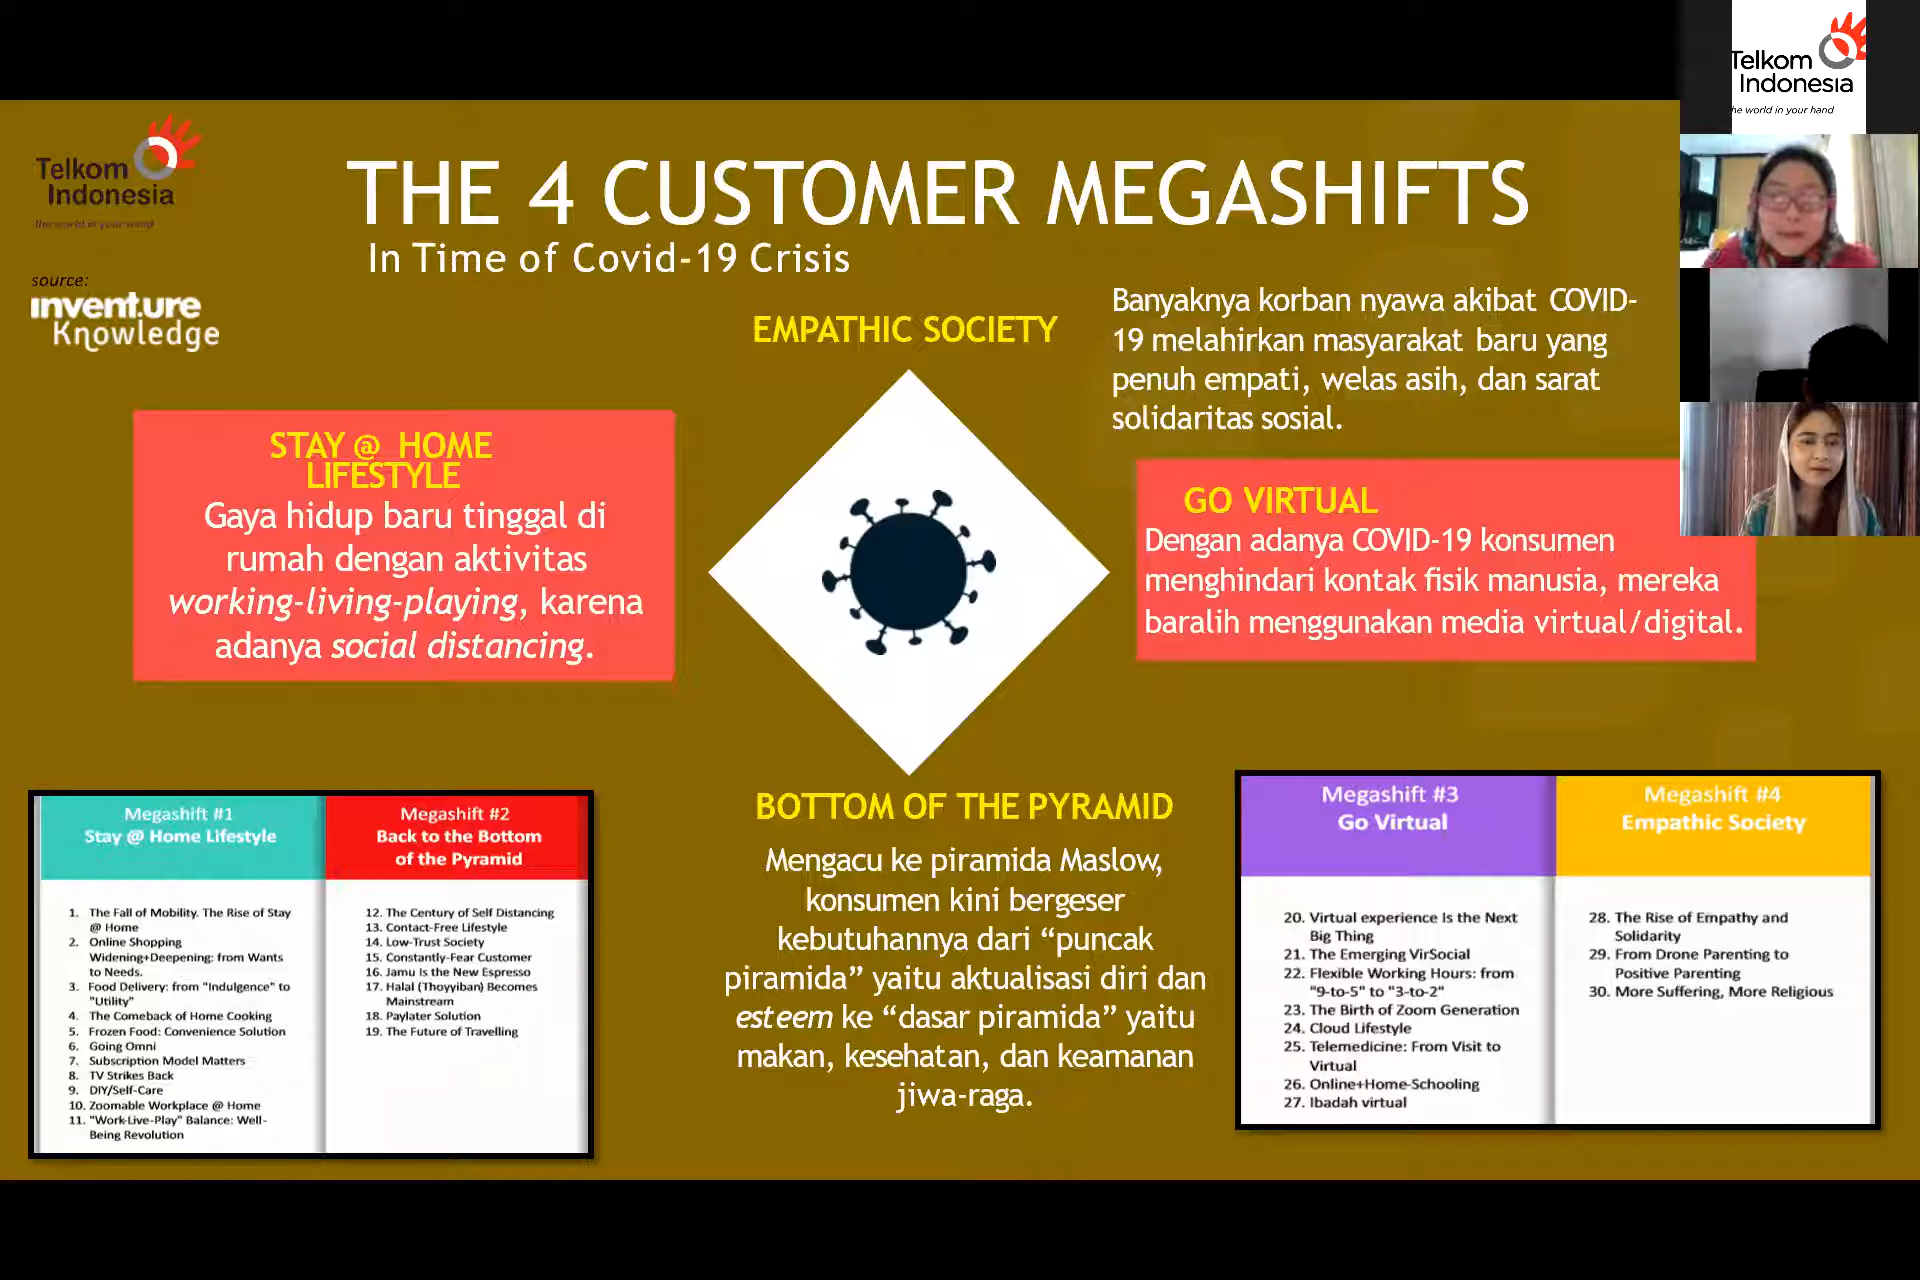 Telkom
Indonesia
the world in your hand
source:
inventure
Knowledge
THE 4 CUSTOMER MEGASHIFTS
In Time of Covid-19 Crisis
EMPATHIC SOCIETY
Banyaknya korban nyawa akibat COVID-
19 melahirkan masyarakat baru yang
penuh empati, welas asih, dan sarat
solidaritas sosial.
STAY @ HOME
LIFESTYLE
Gaya hidup baru tinggal di
rumah dengan aktivitas
working-living-playing, karena
adanya social distancing.
GO VIRTUAL
Dengan adanya COVID-19 konsumen
menghindari kontak fisik manusia, mereka
baralih menggunakan media virtual/digital.
BOTTOM OF THE PYRAMID
Mengacu ke piramida Maslow,
konsumen kini bergeser
kebutuhannya dari “puncak
piramida” yaitu aktualisasi diri dan
esteem ke “dasar piramida” yaitu
makan, kesehatan, dan keamanan
jiwa-raga.
Megashift #1
Stay @ Home Lifestyle
1. The Fall of Mobility. The Rise of Stay
@ Home
2. Online Shopping
Widening+Deepening: from Wants
to Needs.
3. Food Delivery: from "Indulgence" to
"Utility"
4. The Comeback of Home Cooking
5. Frozen Food: Convenience Solution
6. Going Omni
7. Subscription Model Matters
8. TV Strikes Back
9. DIY/Self-Care
10. Zoomable Workplace @ Home
11. "Work-Live-Play" Balance: Well-
Being Revolution
Megashift #2
Back to the Bottom
of the Pyramid
12. The Century of Self Distancing
13. Contact-Free Lifestyle
14. Low-Trust Society
15. Constantly-Fear Customer
16. Jamu Is the New Espresso
17. Halal (Thoyyiban) Becomes
Mainstream
18. Paylater Solution
19. The Future of Travelling
Megashift #3
Go Virtual
20. Virtual experience Is the Next
Big Thing
21. The Emerging VirSocial
22. Flexible Working Hours: from
"9-to-5" to "3-to-2"
23. The Birth of Zoom Generation
24. Cloud Lifestyle
25. Telemedicine: From Visit to
Virtual
26. Online+Home-Schooling
27. Ibadah virtual
Megashift #4
Empathic Society
28. The Rise of Empathy and
Solidarity
29. From Drone Parenting to
Positive Parenting
30. More Suffering, More Religious
Telkom
Indonesia
he world in your hand